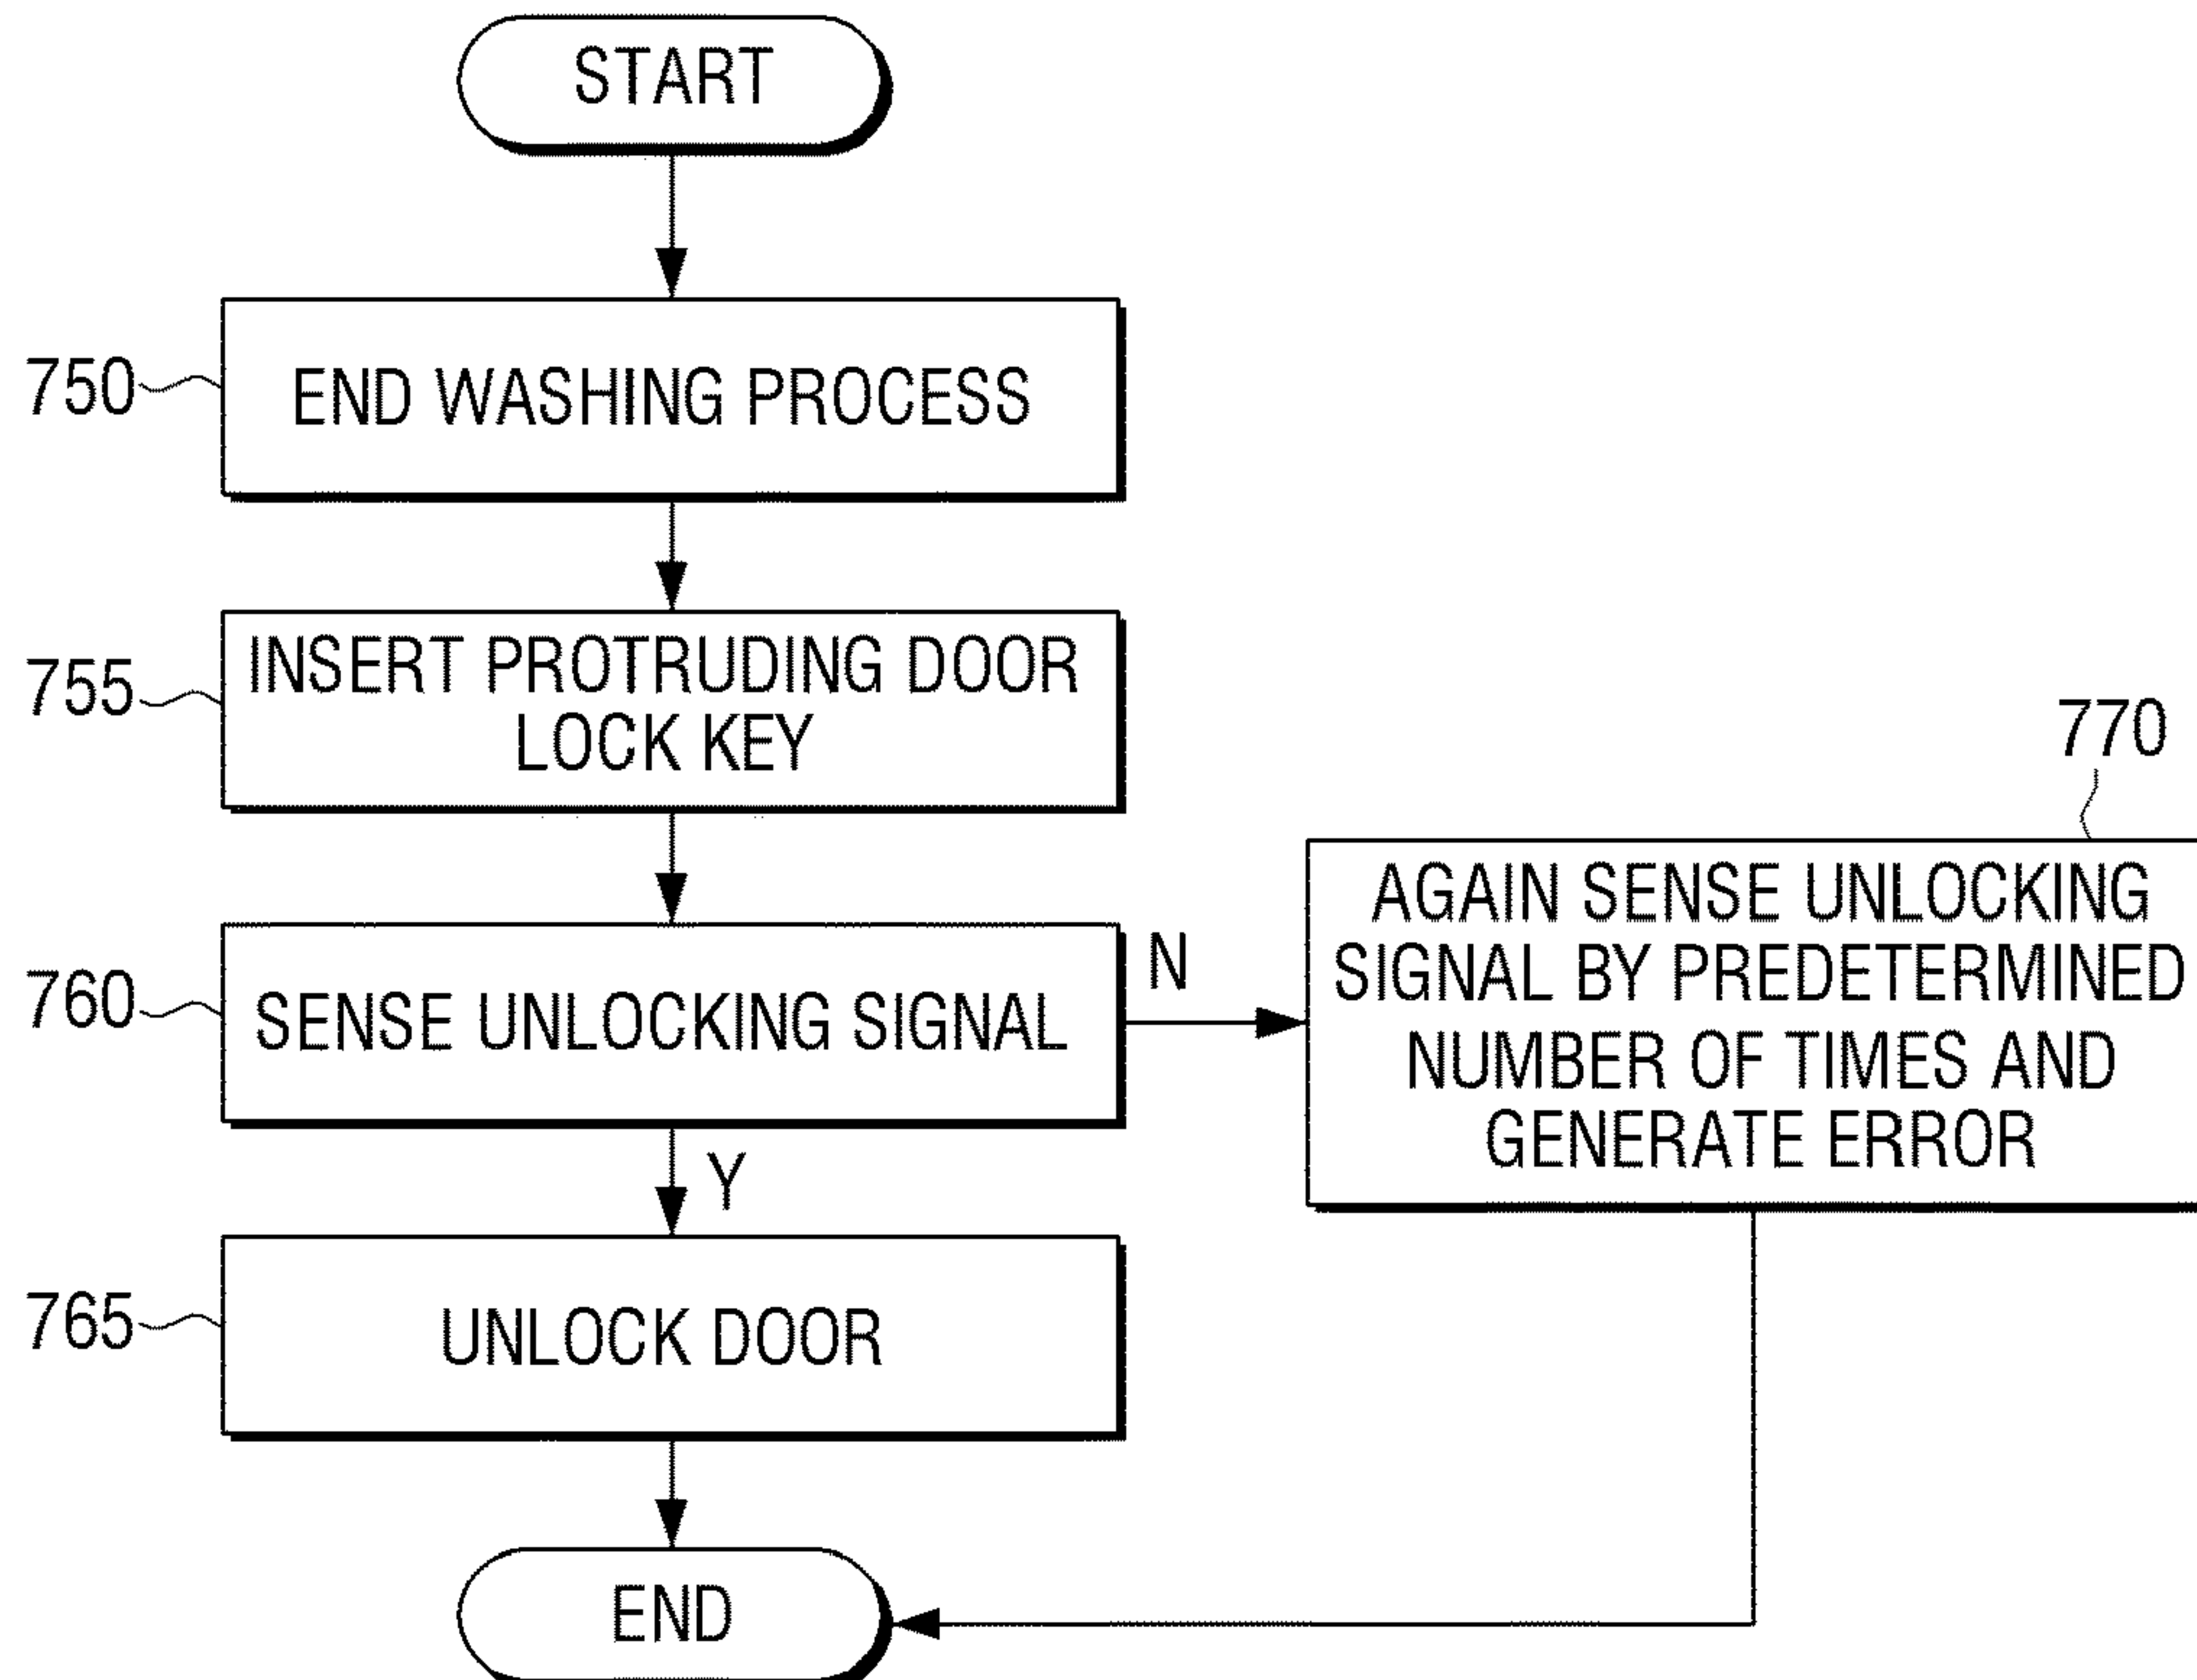 START
750
END WASHING PROCESS
755
INSERT PROTRUDING DOOR
LOCK KEY
760
SENSE UNLOCKING SIGNAL
N
770
AGAIN SENSE UNLOCKING
SIGNAL BY PREDETERMINED
NUMBER OF TIMES AND
GENERATE ERROR
Y
765
UNLOCK DOOR
END